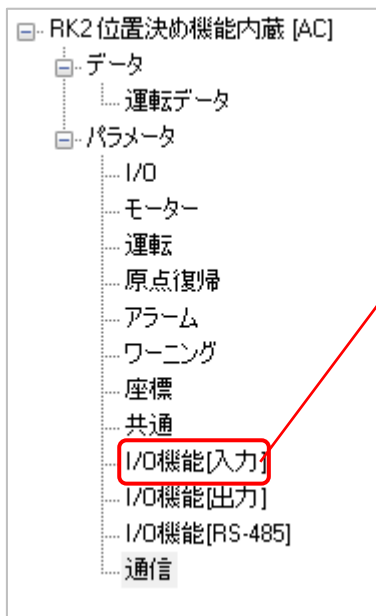 RK2 位置決め機能内蔵 [AC]
データ
運転データ
パラメータ
I/O
モーター
運転
原点復帰
アラーム
ワーニング
座標
共通
I/O機能[入力]
I/O機能[出力]
I/O機能[RS-485]
通信